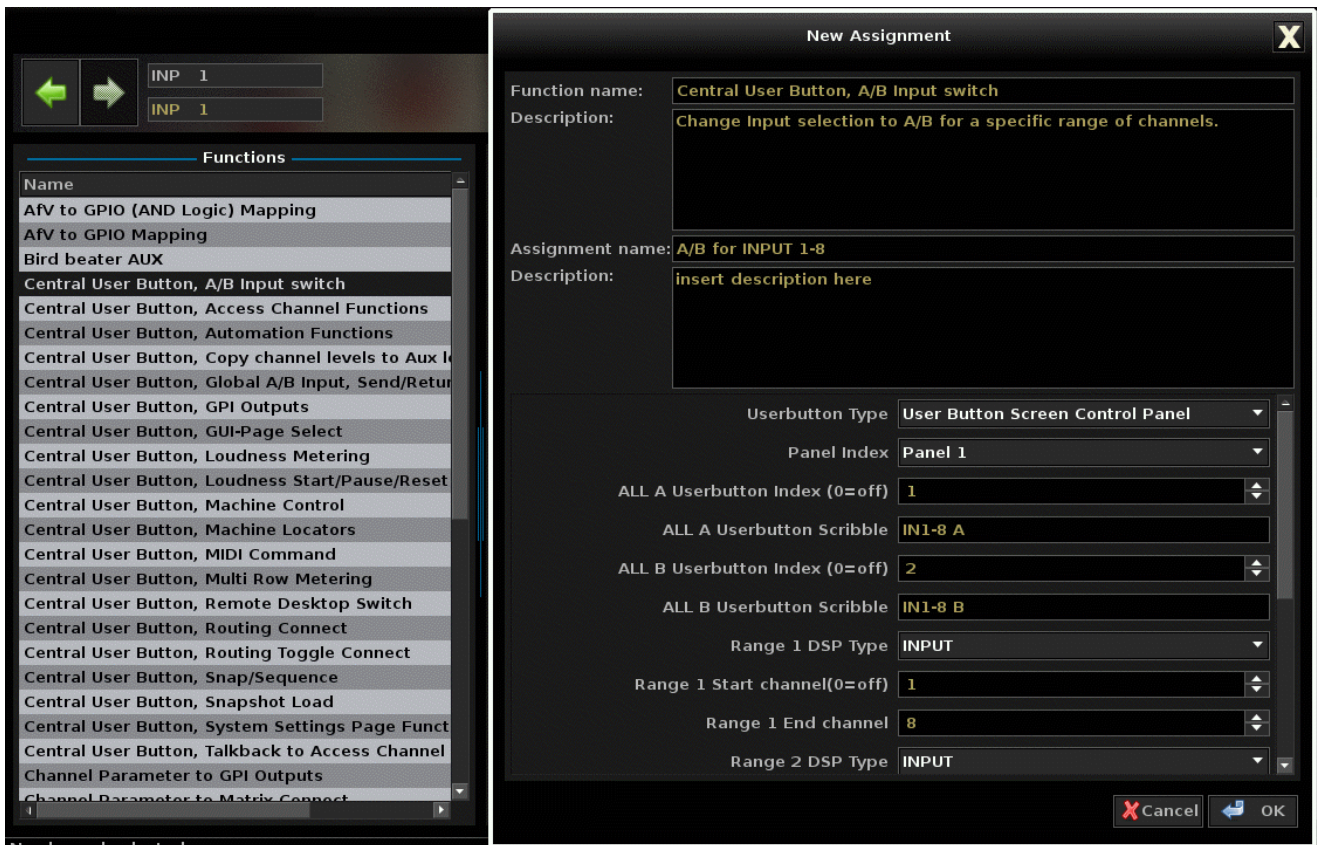 INP 1
INP 1
Functions
Name
AfV to GPIO (AND Logic) Mapping
AfV to GPIO Mapping
Bird beater AUX
Central User Button, A/B Input switch
Central User Button, Access Channel Functions
Central User Button, Automation Functions
Central User Button, Copy channel levels to Aux l
Central User Button, Global A/B Input, Send/Retur
Central User Button, GPI Outputs
Central User Button, GUI-Page Select
Central User Button, Loudness Metering
Central User Button, Loudness Start/Pause/Reset
Central User Button, Machine Control
Central User Button, Machine Locators
Central User Button, MIDI Command
Central User Button, Multi Row Metering
Central User Button, Remote Desktop Switch
Central User Button, Routing Connect
Central User Button, Routing Toggle Connect
Central User Button, Snap/Sequence
Central User Button, Snapshot Load
Central User Button, System Settings Page Funct
Central User Button, Talkback to Access Channel
Channel Parameter to GPI Outputs
Channel Parameter to Matrix Connect
New Assignment
X
Function name: Central User Button, A/B Input switch
Description: Change Input selection to A/B for a specific range of channels.
Assignment name: A/B for INPUT 1-8
Description: insert description here
Userbutton Type User Button Screen Control Panel
Panel Index Panel 1
ALL A Userbutton Index (0=off) 1
ALL A Userbutton Scribble IN1-8 A
ALL B Userbutton Index (0=off) 2
ALL B Userbutton Scribble IN1-8 B
Range 1 DSP Type INPUT
Range 1 Start channel(0=off) 1
Range 1 End channel 8
Range 2 DSP Type INPUT
Cancel OK